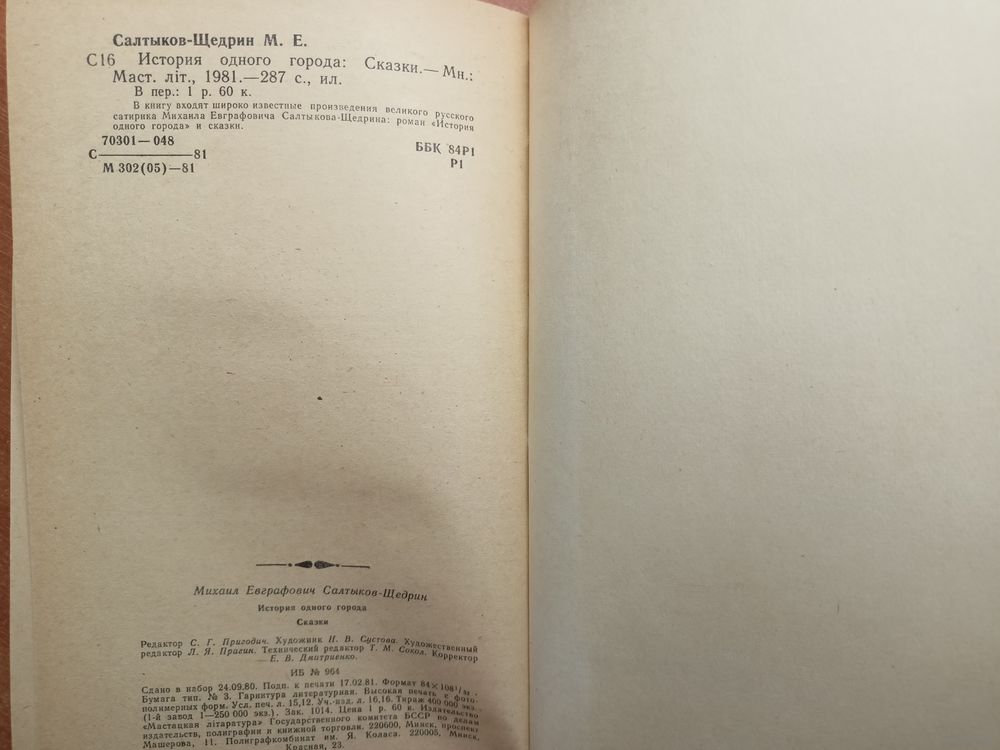 Салтыков-Щедрин М. Е.
С16 История одного города: Сказки.— Мн.:
Маст. літ., 1981.—287 с., ил.
В пер.: 1 р. 60 к.
В книгу входят широко известные произведения великого русского
сатирика Михаила Евграфовича Салтыкова-Щедрина: роман «История
одного города» и сказки.
70301—048
С————81
М 302(05)—81
ББК 84Р1
Р1
Михаил Евграфович Салтыков-Щедрин
История одного города
Сказки
Редактор С. Г. Пригодич. Художник Н. В. Сустова. Художественный
редактор Л. Я. Прагин. Технический редактор Т. М. Сокол. Корректор
Е. В. Дмитриенко.
ИБ № 964
Сдано в набор 24.09.80. Подп. к печати 17.02.81. Формат 84×108¹/₃₂.
Бумага тип. № 3. Гарнитура литературная. Высокая печать с фото-
полимерных форм. Усл. печ. л. 15,12. Уч.-изд. л. 16,16. Тираж 400 000 экз.
(1-й завод 1—250 000 экз.). Зак. 1014. Цена 1 р. 60 к. Издательство
«Мастацкая літаратура» Государственного комитета БССР по делам
издательств, полиграфии и книжной торговли. 220600, Минск, проспект
Машерова, 11. Полиграфкомбинат им. Я. Коласа. 220005, Минск,
Красная, 23.